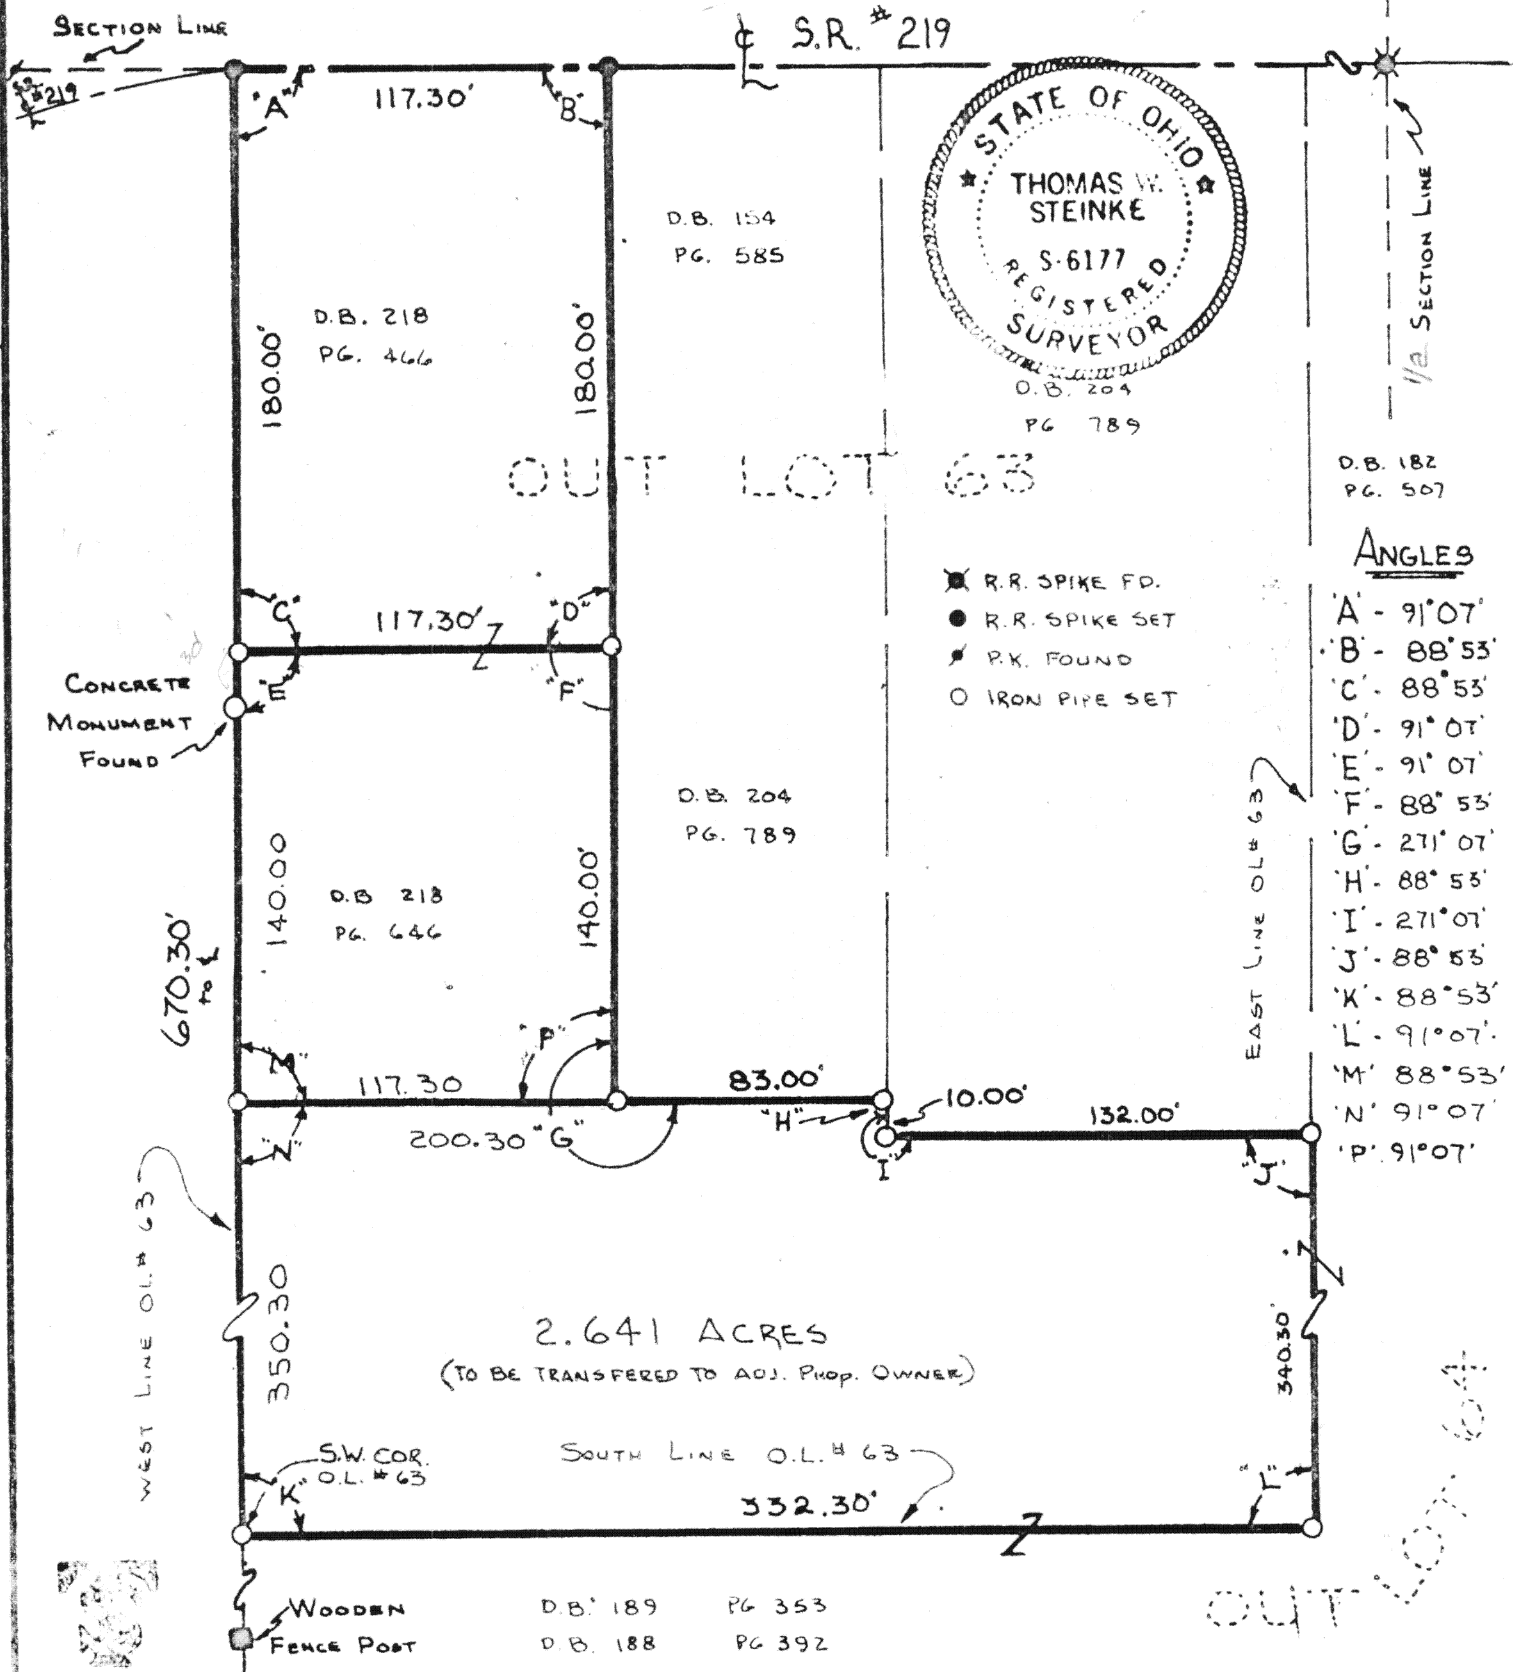 SECTION LINE
℄ S.R. #219
℄ S.R. #219
"A"
117.30'
"B"
STATE OF OHIO
THOMAS W.
STEINKE
S-6177
REGISTERED
SURVEYOR
1/2 SECTION LINE
D.B. 154
PG. 585
D.B. 218
PG. 466
180.00'
180.00'
D.B. 204
PG 789
OUT LOT 63
D.B. 182
PG. 507
R.R. SPIKE FD.
R.R. SPIKE SET
P.K. FOUND
IRON PIPE SET
ANGLES
'A' - 91°07'
'B' - 88°53'
'C' - 88°53'
'D' - 91°07'
'E' - 91°07'
'F' - 88°53'
'G' - 271°07'
'H' - 88°53'
'I' - 271°07'
'J' - 88°53'
'K' - 88°53'
'L' - 91°07'
'M' 88°53'
'N' 91°07'
'P' 91°07'
"C"
117.30'
"D"
"E"
"F"
CONCRETE
MONUMENT
FOUND
D.B. 204
PG. 789
EAST LINE OL# 63
140.00
140.00'
D.B 218
PG. 646
670.30'
TO ℄
"M"
"P"
117.30
83.00'
"H"
10.00'
132.00'
"N"
200.30
"G"
"I"
"J"
WEST LINE OL# 63
350.30
340.30'
2.641 ACRES
(TO BE TRANSFERED TO ADJ. PROP. OWNER)
S.W. COR.
O.L. #63
SOUTH LINE O.L. # 63
"K"
332.30'
"L"
OUT LOT 64
WOODEN
FENCE POST
D.B. 189 PG 353
D.B. 188 PG 392